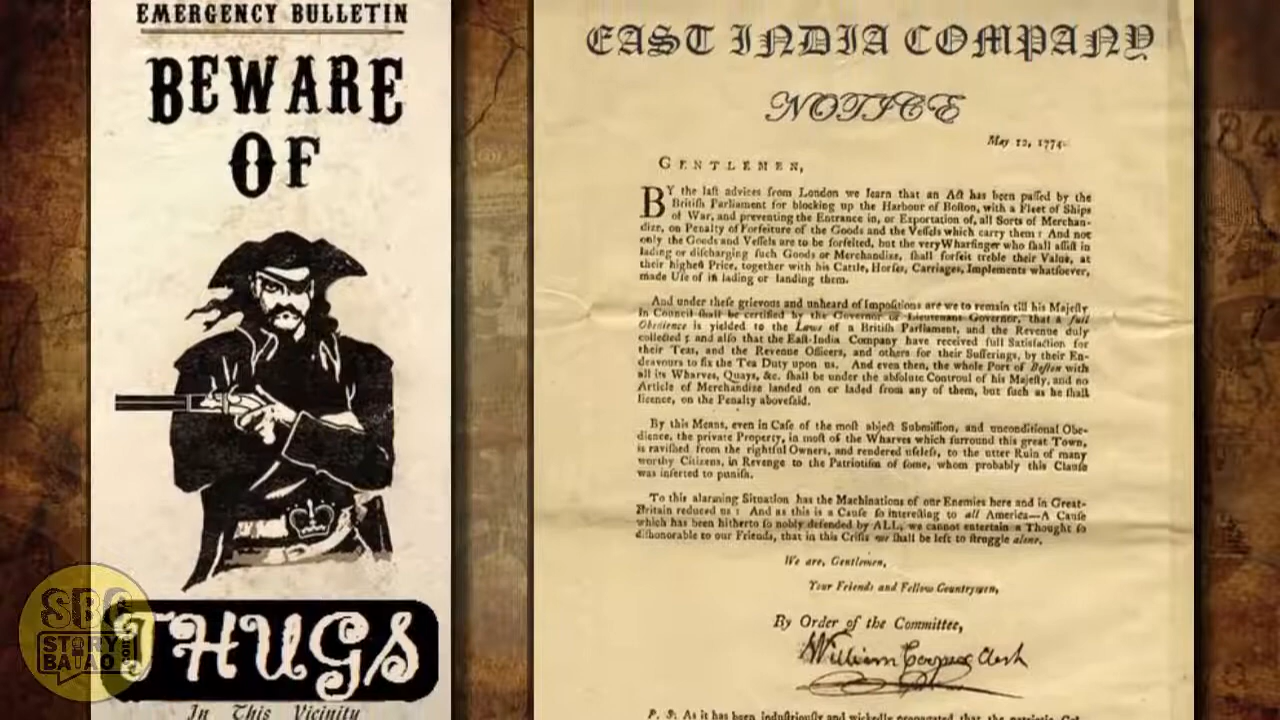 EMERGENCY BULLETIN
BEWARE
OF
THUGS
In This Vicinity
EAST INDIA COMPANY
NOTICE
May 12, 1774.
GENTLEMEN,
BY the laſt advices from London we learn that an Act has been paſſed by the
Britiſh Parliament for blocking up the Harbour of Boſton, with a Fleet of Ships
of War, and preventing the Entrance in, or Exportation of, all Sorts of Merchan-
dize, on Penalty of Forfeiture of the Goods and the Veſſels which carry them : And not
only the Goods and Veſſels are to be forfeited, but the very Wharfinger who ſhall aſſiſt in
lading or diſcharging ſuch Goods or Merchandize, ſhall forfeit treble their Value, at
their higheſt Price, together with his Cattle, Horſes, Carriages, Implements whatſoever,
made Uſe of in lading or landing them.
And under theſe grievous and unheard of Impoſitions are we to remain till his Majeſty
in Council ſhall be certified by the Governor or Lieutenant Governor, that a full
Obedience is yielded to the Laws of a Britiſh Parliament, and the Revenue duly
collected ; and alſo that the Eaſt-India Company have received full Satisfaction for
their Teas, and the Revenue Officers, and others for their Sufferings, by their En-
deavours to fix the Tea Duty upon us. And even then, the whole Port of Boſton with
all its Wharves, Quays, &c. ſhall be under the abſolute Controul of his Majeſty, and no
Article of Merchandize landed on or laded from any of them, but ſuch as he ſhall
licence, on the Penalty aboveſaid.
By this Means, even in Caſe of the moſt abject Submiſſion, and unconditional Obe-
dience, the private Property, in moſt of the Wharves which ſurround this great Town,
is raviſhed from the rightful Owners, and rendered uſeleſs, to the utter Ruin of many
worthy Citizens, in Revenge to the Patriotiſm of ſome, whom probably this Clauſe
was inſerted to puniſh.
To this alarming Situation has the Machinations of our Enemies here and in Great-
Britain reduced us : And as this is a Cauſe ſo intereſting to all America—A Cauſe
which has been hitherto ſo nobly defended by ALL, we cannot entertain a Thought ſo
diſhonorable to our Friends, that in this Criſis we ſhall be left to ſtruggle alone.
We are, Gentlemen,
Your Friends and Fellow Countrymen,
By Order of the Committee,
William Cooper Clerk
P. S. As it has been induſtriouſly and wickedly propagated that the patriotic
SBC
STORY
BATAO
84